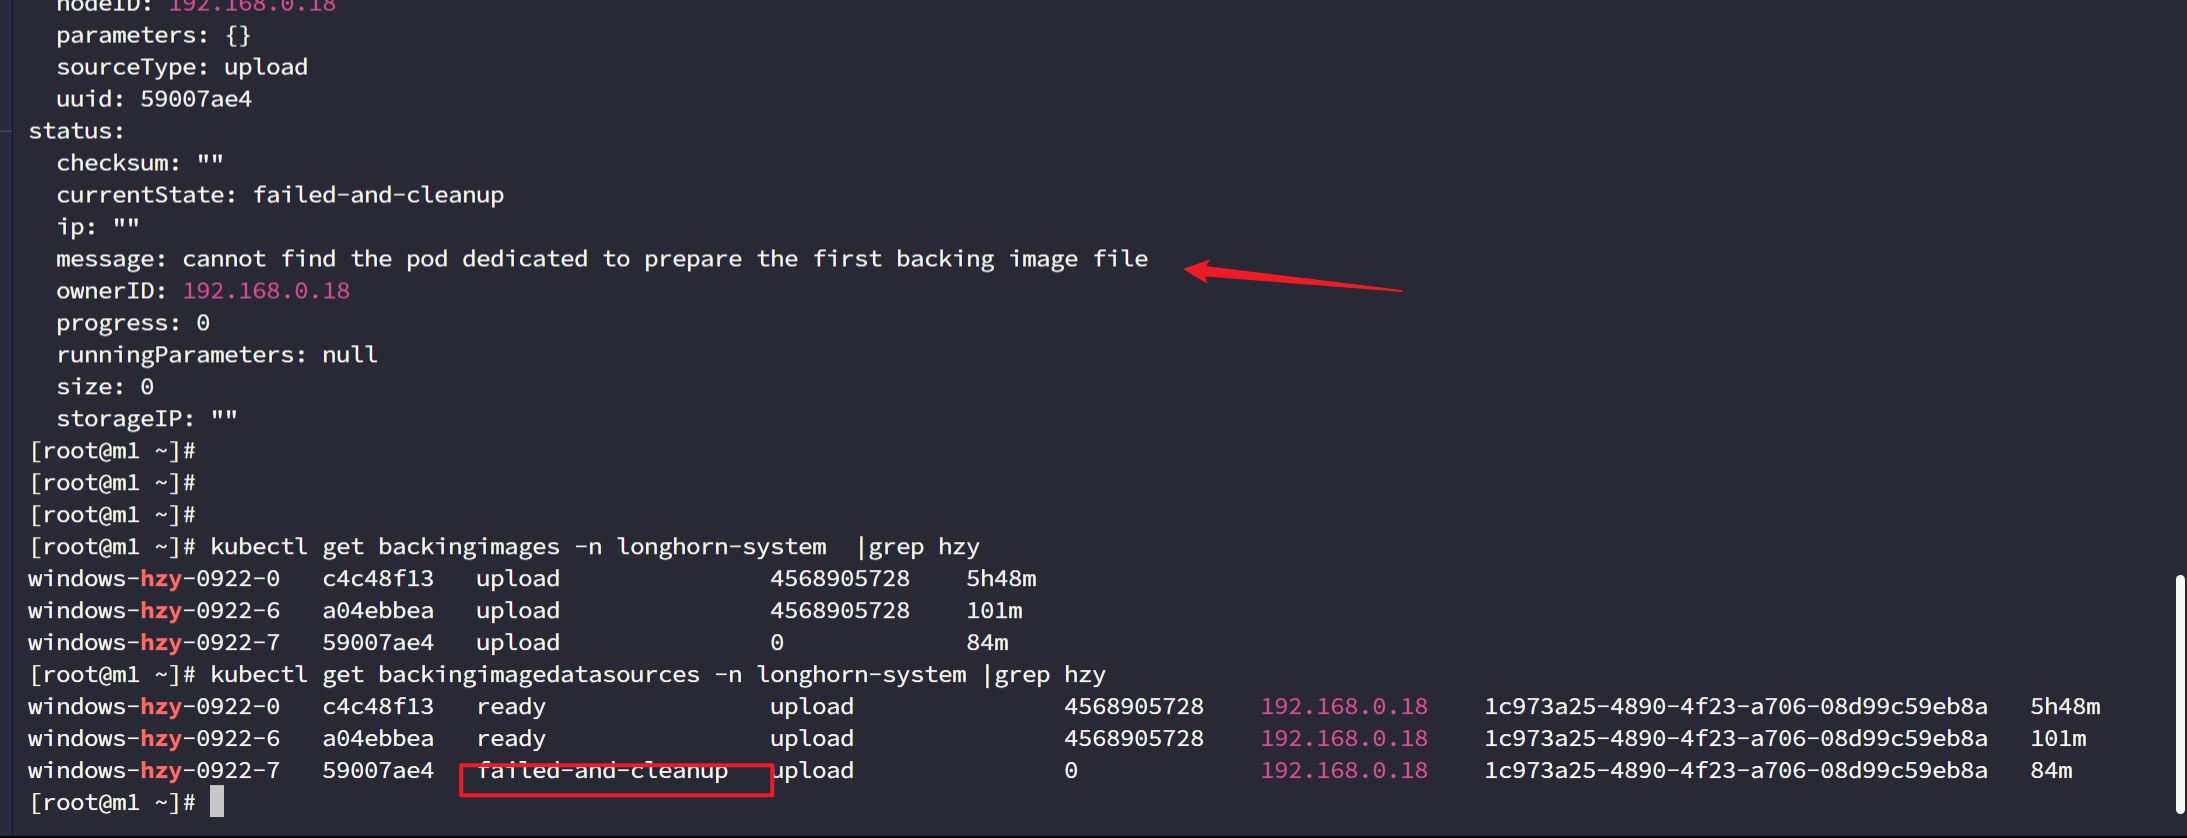 nodeID: 192.168.0.18
parameters: {}
sourceType: upload
uuid: 59007ae4
status:
checksum: ""
currentState: failed-and-cleanup
ip: ""
message: cannot find the pod dedicated to prepare the first backing image file
ownerID: 192.168.0.18
progress: 0
runningParameters: null
size: 0
storageIP: ""
[root@m1 ~]#
[root@m1 ~]#
[root@m1 ~]#
[root@m1 ~]# kubectl get backingimages -n longhorn-system  |grep hzy
windows-hzy-0922-0   c4c48f13   upload               4568905728    5h48m
windows-hzy-0922-6   a04ebbea   upload               4568905728    101m
windows-hzy-0922-7   59007ae4   upload               0             84m
[root@m1 ~]# kubectl get backingimagedatasources -n longhorn-system |grep hzy
windows-hzy-0922-0   c4c48f13   ready                upload               4568905728    192.168.0.18    1c973a25-4890-4f23-a706-08d99c59eb8a   5h48m
windows-hzy-0922-6   a04ebbea   ready                upload               4568905728    192.168.0.18    1c973a25-4890-4f23-a706-08d99c59eb8a   101m
windows-hzy-0922-7   59007ae4   failed-and-cleanup   upload               0             192.168.0.18    1c973a25-4890-4f23-a706-08d99c59eb8a   84m
[root@m1 ~]#